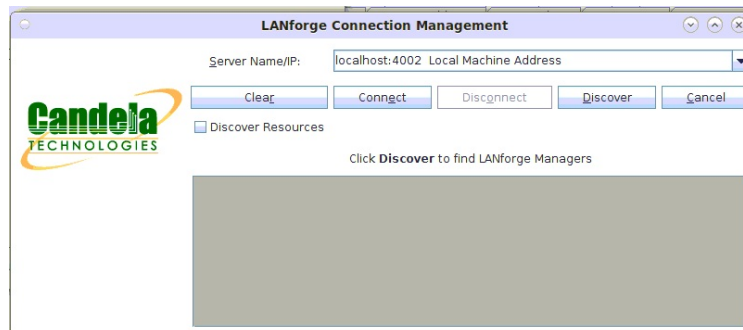 LANforge Connection Management
Server Name/IP: localhost:4002 Local Machine Address
Clear Connect Disconnect Discover Cancel
Candela
TECHNOLOGIES
Discover Resources
Click Discover to find LANforge Managers